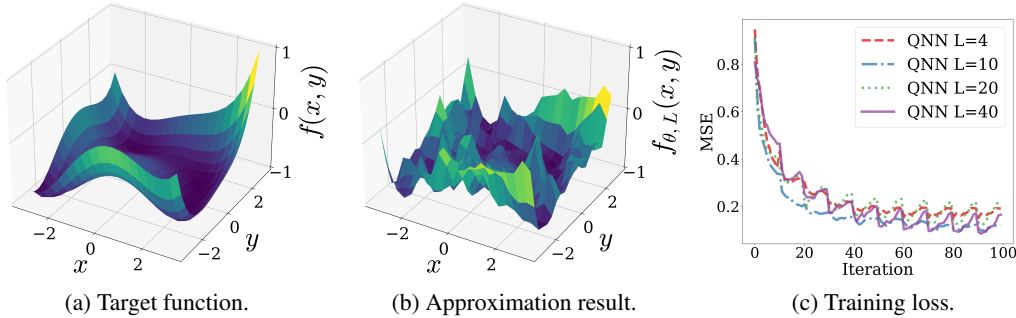 1
0
−1
f(x, y)
−2
0
2
x
−2
0
2
y
(a) Target function.
1
0
−1
f_{θ, L}(x, y)
−2
0
2
x
−2
0
2
y
(b) Approximation result.
QNN L=4
QNN L=10
QNN L=20
QNN L=40
0.8
0.6
0.4
0.2
MSE
0
20
40
60
80
100
Iteration
(c) Training loss.